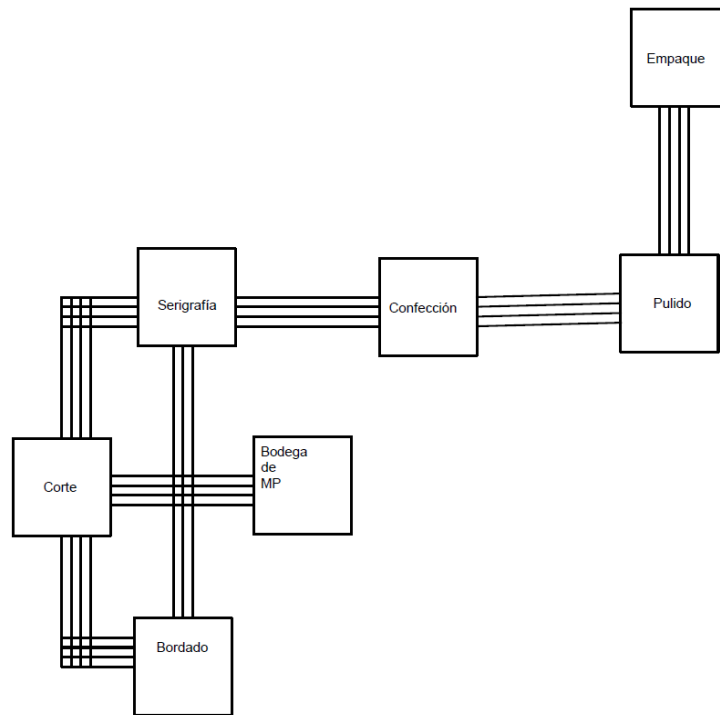 Empaque
Serigrafía
Confección
Pulido
Corte
Bodega
de
MP
Bordado